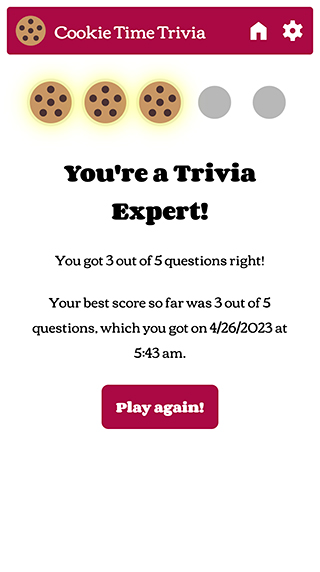 Cookie Time Trivia
You're a Trivia
Expert!
You got 3 out of 5 questions right!
Your best score so far was 3 out of 5
questions, which you got on 4/26/2023 at
5:43 am.
Play again!